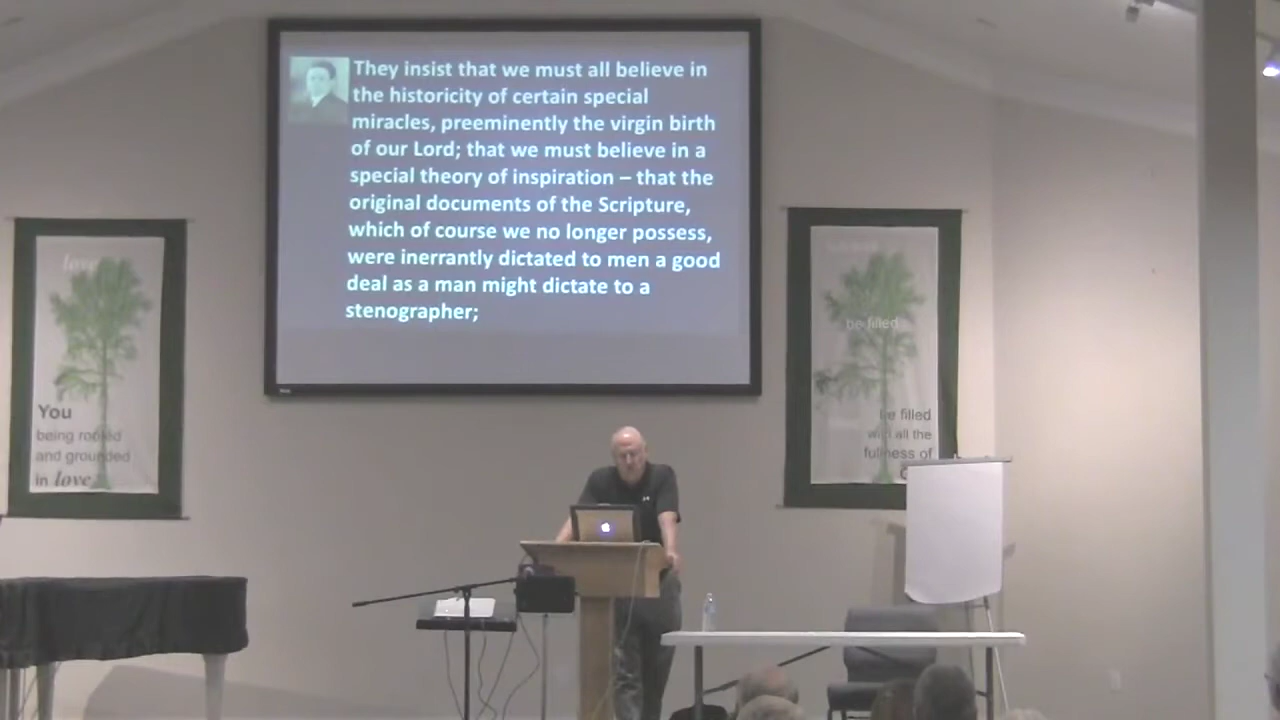 They insist that we must all believe in
the historicity of certain special
miracles, preeminently the virgin birth
of our Lord; that we must believe in a
special theory of inspiration – that the
original documents of the Scripture,
which of course we no longer possess,
were inerrantly dictated to men a good
deal as a man might dictate to a
stenographer;
love
You
being rooted
and grounded
in love
be filled
be filled
with all the
fullness of